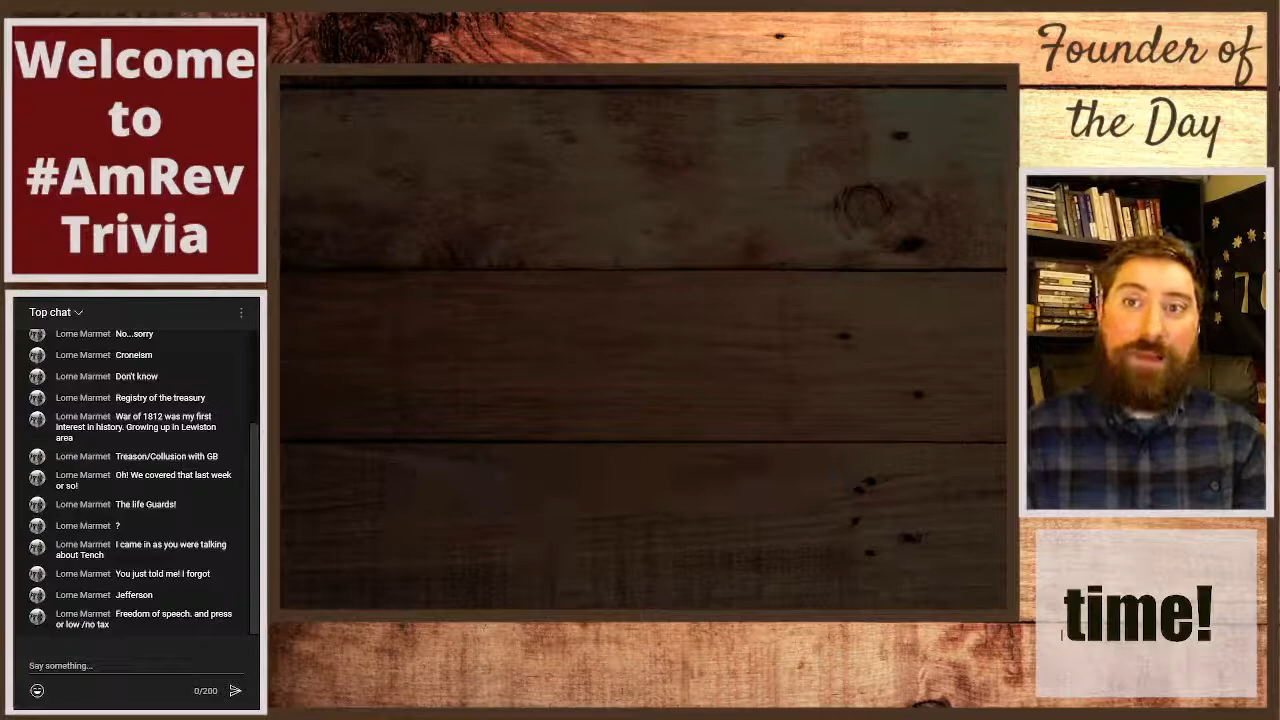 Welcome
to
#AmRev
Trivia
Founder of
the Day
Top chat
Lorne Marmet No...sorry
Lorne Marmet Croneism
Lorne Marmet Don't know
Lorne Marmet Registry of the treasury
Lorne Marmet War of 1812 was my first
interest in history. Growing up in Lewiston
area
Lorne Marmet Treason/Collusion with GB
Lorne Marmet Oh! We covered that last week
or so!
Lorne Marmet The life Guards!
Lorne Marmet ?
Lorne Marmet I came in as you were talking
about Tench
Lorne Marmet You just told me! I forgot
Lorne Marmet Jefferson
Lorne Marmet Freedom of speech. and press
or low /no tax
Say something...
0/200
time!